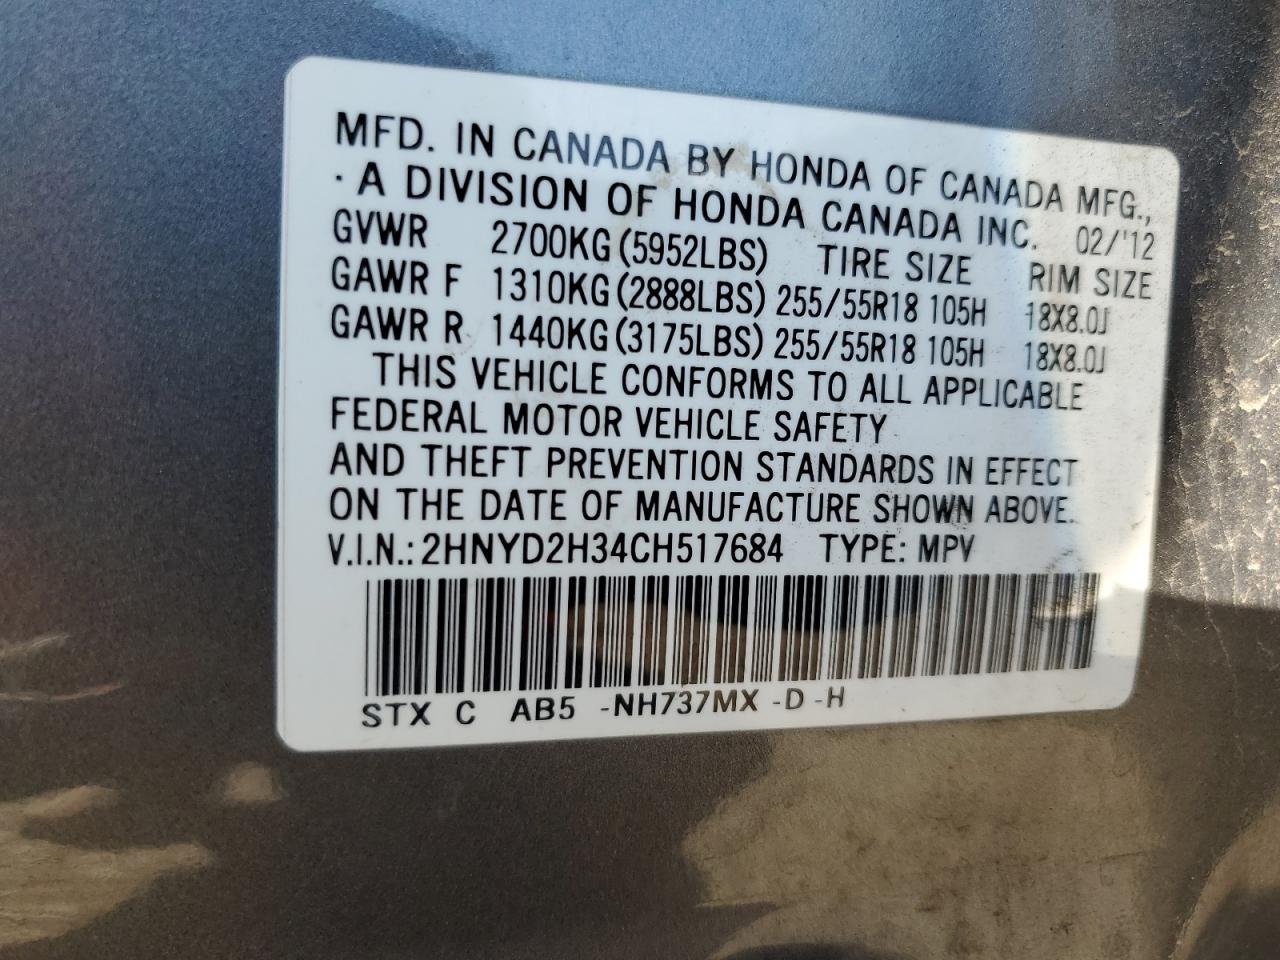 MFD. IN CANADA BY HONDA OF CANADA MFG.,
· A DIVISION OF HONDA CANADA INC. 02/'12
GVWR 2700KG (5952LBS) TIRE SIZE RIM SIZE
GAWR F 1310KG (2888LBS) 255/55R18 105H 18X8.0J
GAWR R 1440KG (3175LBS) 255/55R18 105H 18X8.0J
THIS VEHICLE CONFORMS TO ALL APPLICABLE
FEDERAL MOTOR VEHICLE SAFETY
AND THEFT PREVENTION STANDARDS IN EFFECT
ON THE DATE OF MANUFACTURE SHOWN ABOVE.
V.I.N.: 2HNYD2H34CH517684 TYPE: MPV
STX C AB5 -NH737MX -D -H